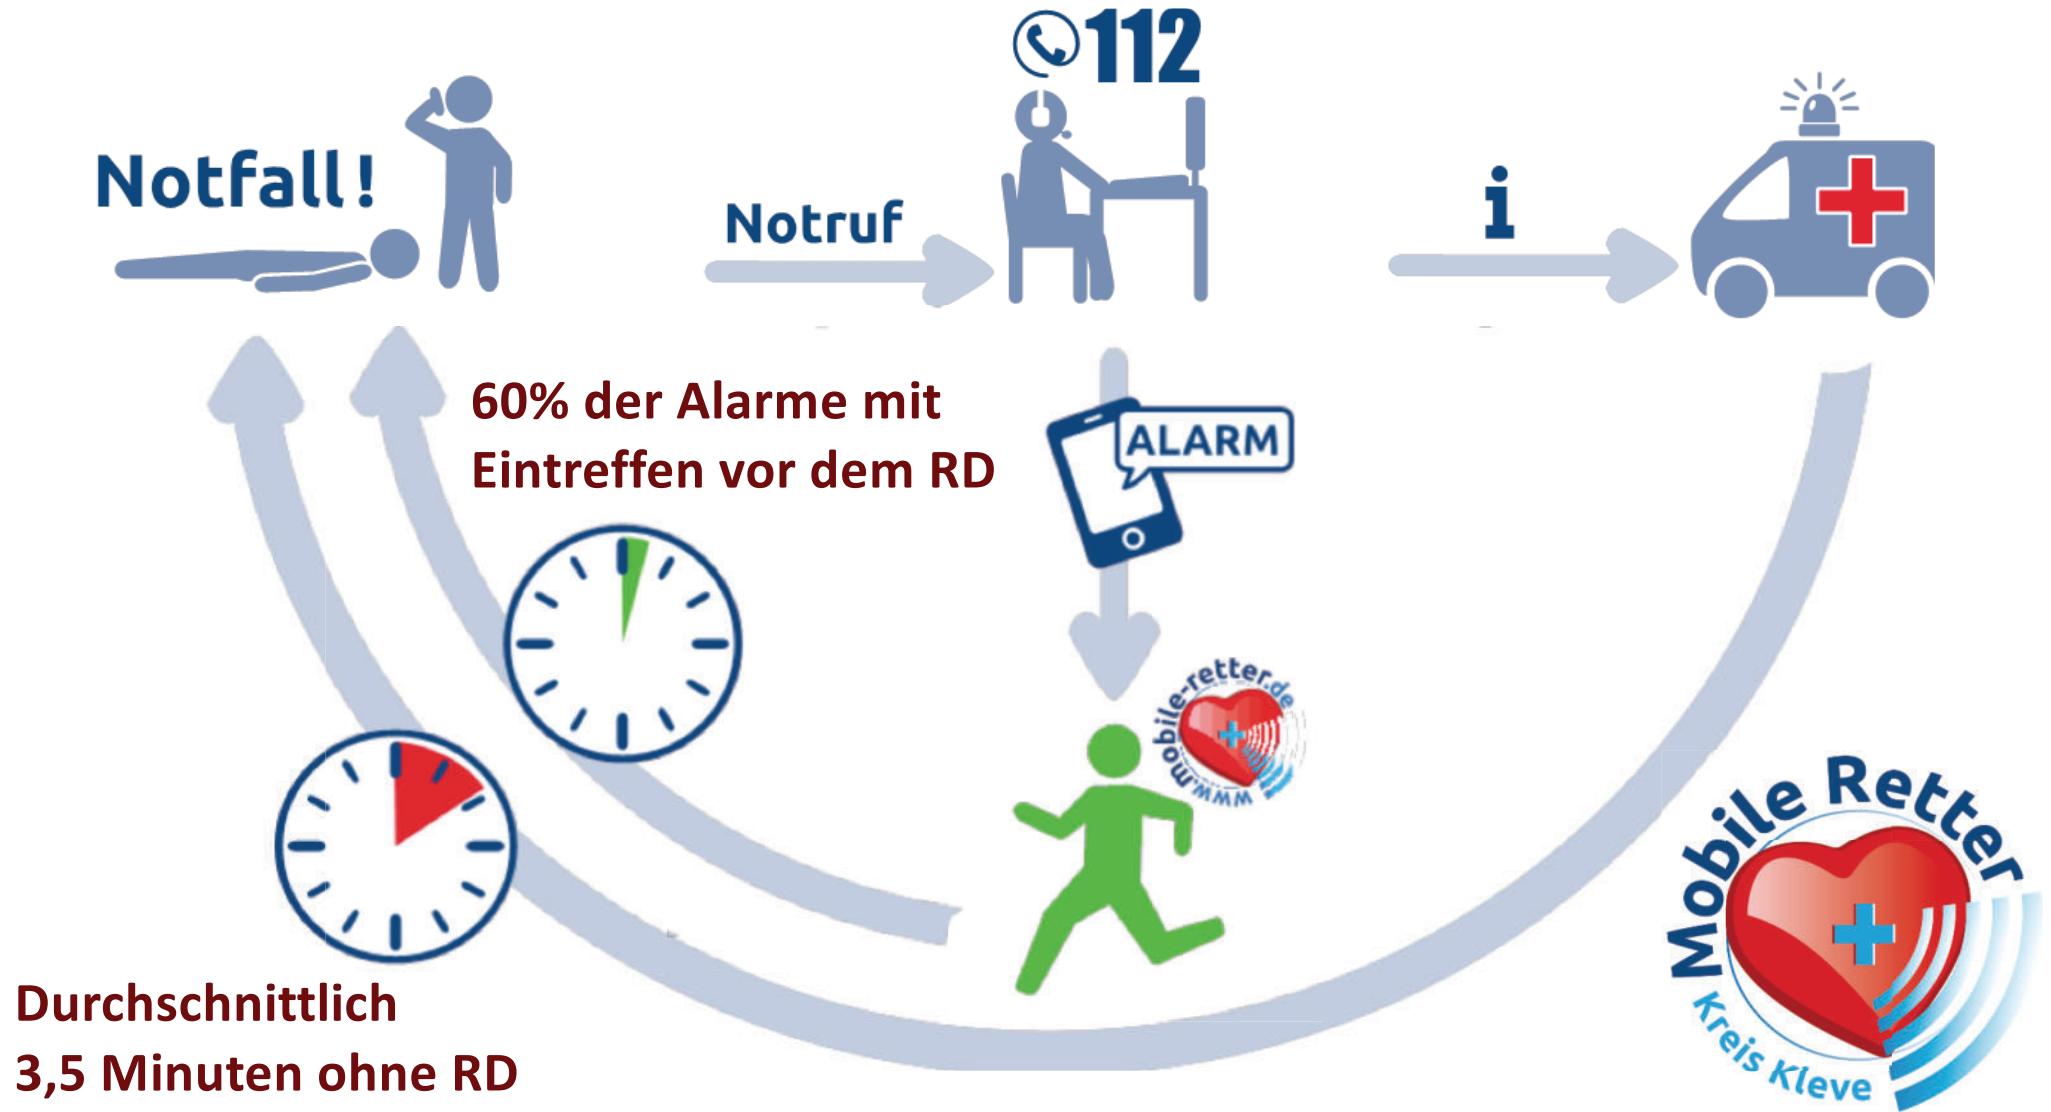 112
Notfall!
Notruf
i
60% der Alarme mit
Eintreffen vor dem RD
ALARM
www.mobile-retter.de
Durchschnittlich
3,5 Minuten ohne RD
Mobile Retter
Kreis Kleve